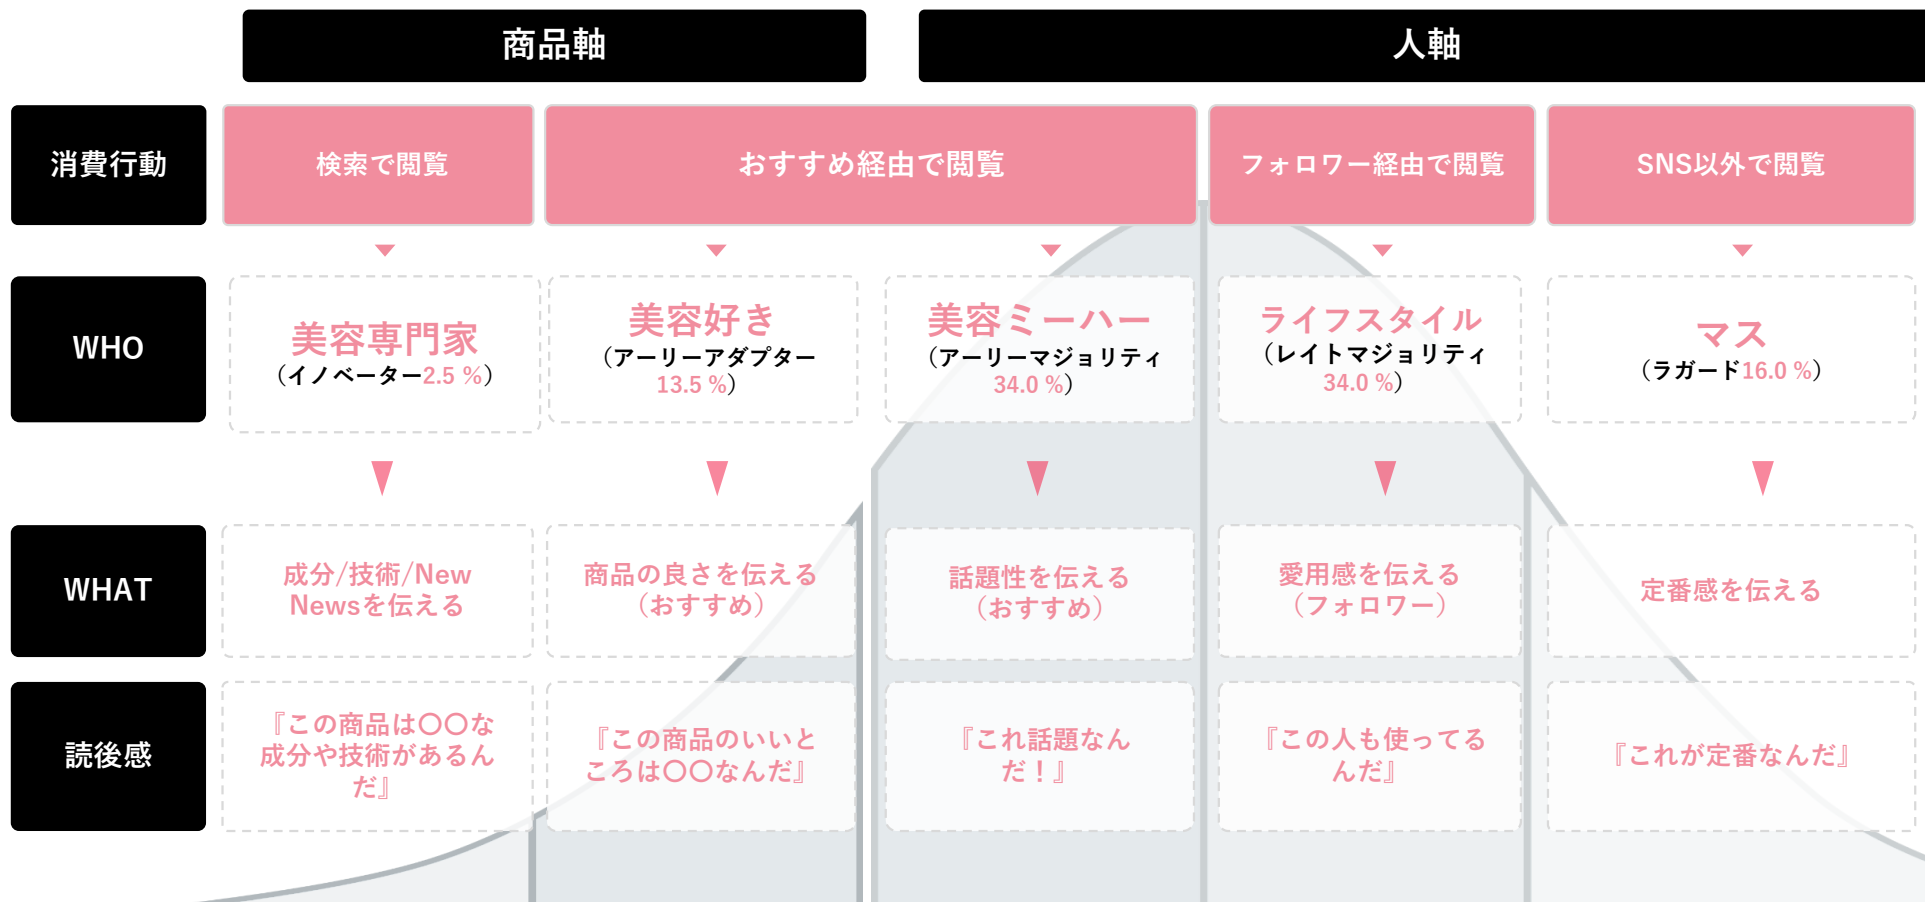 商品軸
人軸
消費行動
検索で閲覧
おすすめ経由で閲覧
フォロワー経由で閲覧
SNS以外で閲覧
WHO
美容専門家
（イノベーター2.5 %）
美容好き
（アーリーアダプター
13.5 %）
美容ミーハー
（アーリーマジョリティ
34.0 %）
ライフスタイル
（レイトマジョリティ
34.0 %）
マス
（ラガード16.0 %）
WHAT
成分/技術/New
Newsを伝える
商品の良さを伝える
（おすすめ）
話題性を伝える
（おすすめ）
愛用感を伝える
（フォロワー）
定番感を伝える
読後感
『この商品は〇〇な
成分や技術があるん
だ』
『この商品のいいと
ころは〇〇なんだ』
『これ話題なん
だ！』
『この人も使ってる
んだ』
『これが定番なんだ』